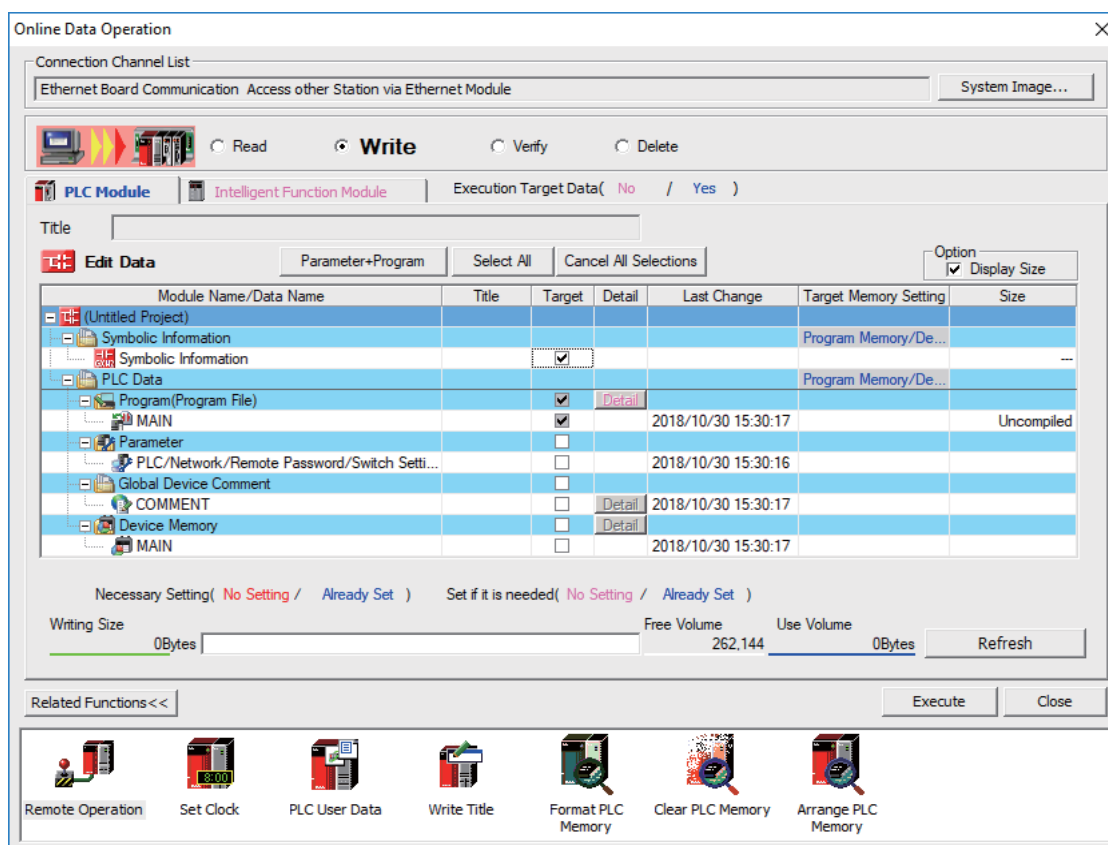 Online Data Operation
Connection Channel List
Ethernet Board Communication Access other Station via Ethernet Module
System Image...
Read Write Verify Delete
PLC Module Intelligent Function Module Execution Target Data( No / Yes )
Title
Edit Data Parameter+Program Select All Cancel All Selections
Option
Display Size
Module Name/Data Name Title Target Detail Last Change Target Memory Setting Size
(Untitled Project)
Symbolic Information Program Memory/De...
Symbolic Information ---
PLC Data Program Memory/De...
Program(Program File) Detail
MAIN 2018/10/30 15:30:17 Uncompiled
Parameter
PLC/Network/Remote Password/Switch Setti... 2018/10/30 15:30:16
Global Device Comment
COMMENT Detail 2018/10/30 15:30:17
Device Memory Detail
MAIN 2018/10/30 15:30:17
Necessary Setting( No Setting / Already Set ) Set if it is needed( No Setting / Already Set )
Writing Size Free Volume Use Volume
0Bytes 262,144 0Bytes Refresh
Related Functions<< Execute Close
8:00
Remote Operation Set Clock PLC User Data Write Title Format PLC Memory Clear PLC Memory Arrange PLC Memory